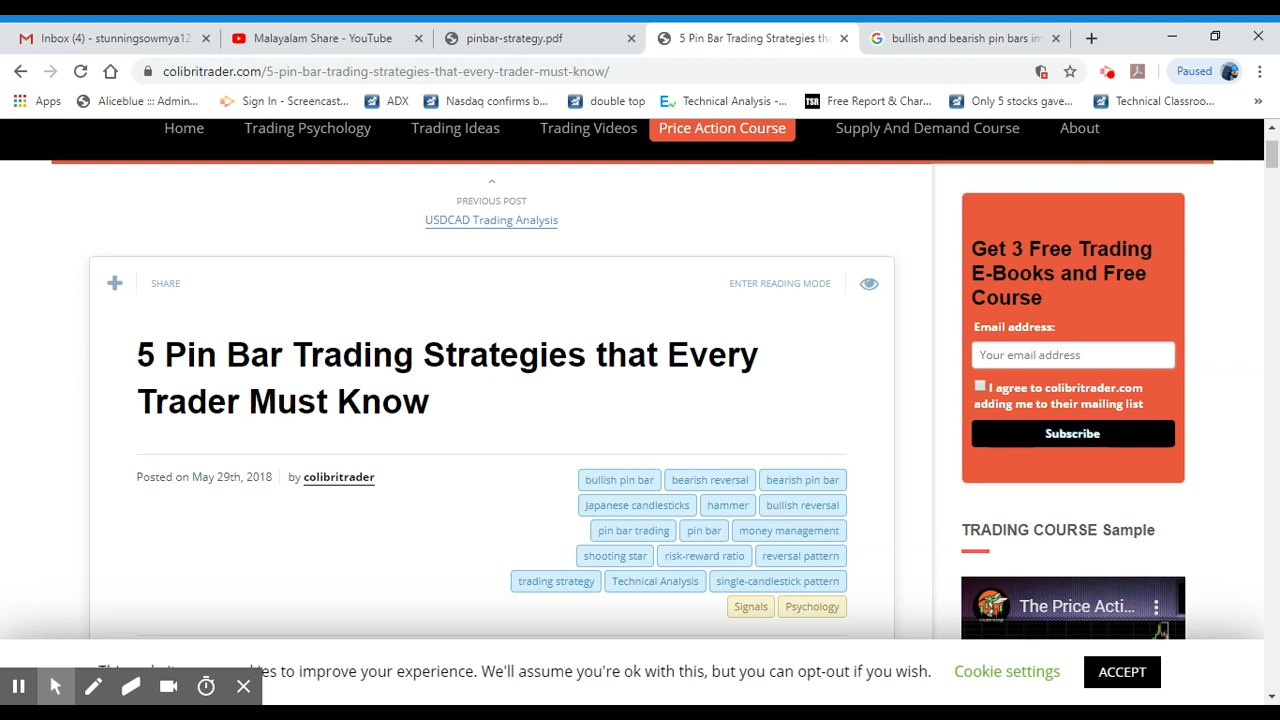 Inbox (4) - stunningsowmya12
Malayalam Share - YouTube
pinbar-strategy.pdf
5 Pin Bar Trading Strategies tha
bullish and bearish pin bars im
colibritrader.com/5-pin-bar-trading-strategies-that-every-trader-must-know/
Paused
Apps
Aliceblue ::: Admin...
Sign In - Screencast...
ADX
Nasdaq confirms b...
double top
Technical Analysis -...
TSR
Free Report & Char...
Only 5 stocks gave...
Technical Classroo...
»
Home
Trading Psychology
Trading Ideas
Trading Videos
Price Action Course
Supply And Demand Course
About
PREVIOUS POST
USDCAD Trading Analysis
SHARE
ENTER READING MODE
5 Pin Bar Trading Strategies that Every
Trader Must Know
Posted on May 29th, 2018
by colibritrader
bullish pin bar
bearish reversal
bearish pin bar
Japanese candlesticks
hammer
bullish reversal
pin bar trading
pin bar
money management
shooting star
risk-reward ratio
reversal pattern
trading strategy
Technical Analysis
single-candlestick pattern
Signals
Psychology
Get 3 Free Trading
E-Books and Free
Course
Email address:
Your email address
I agree to colibritrader.com
adding me to their mailing list
Subscribe
TRADING COURSE Sample
The Price Acti...
to improve your experience. We'll assume you're ok with this, but you can opt-out if you wish.
Cookie settings
ACCEPT